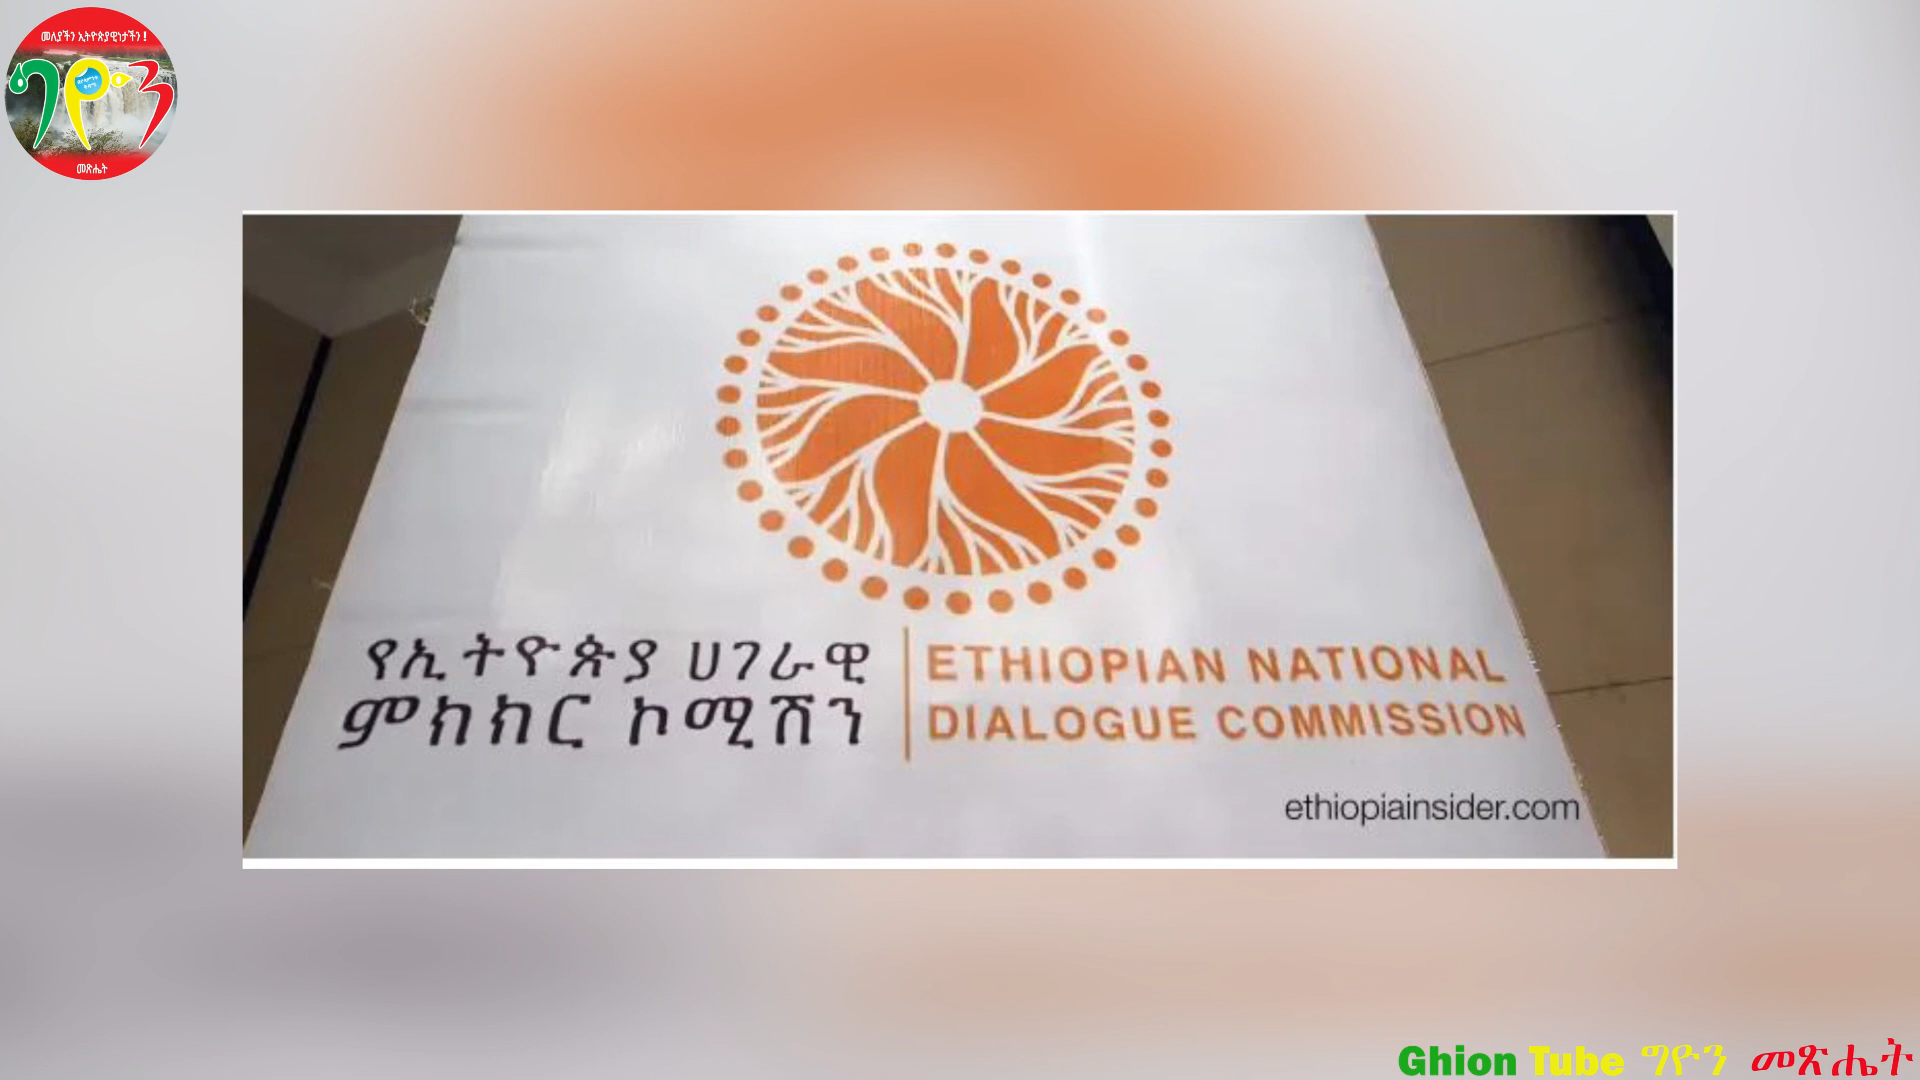 መለያችን ኢትዮጵያዊነታችን !
ግዮን
መጽሔት
የኢትዮጵያ ሀገራዊ
ምክክር ኮሚሽን
ETHIOPIAN NATIONAL
DIALOGUE COMMISSION
ethiopiainsider.com
Ghion Tube ግዮን መጽሔት